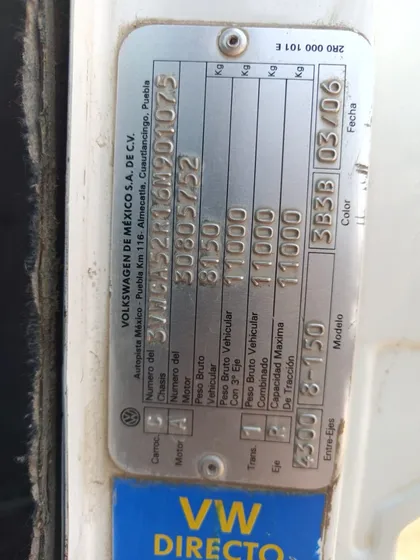 2R0 000 101 E
VOLKSWAGEN DE MÉXICO S.A. DE C.V.
Autopista México - Puebla Km 116- Almecatla, Cuautlancingo, Puebla
Carroc. C Número del Chasis 3VWCA52R16M901075
Motor A Número del Motor 30805752
Peso Bruto Vehicular 8150 Kg
Peso Bruto Vehicular Con 3º Eje 11000 Kg
Trans. 1 Peso Bruto Vehicular Combinado 11000 Kg
Eje Capacidad Maxima De Tracción 11000 Kg
4300 8-150 3B3B 03/06
Entre-Ejes Modelo Color Fecha
VW
DIRECTO